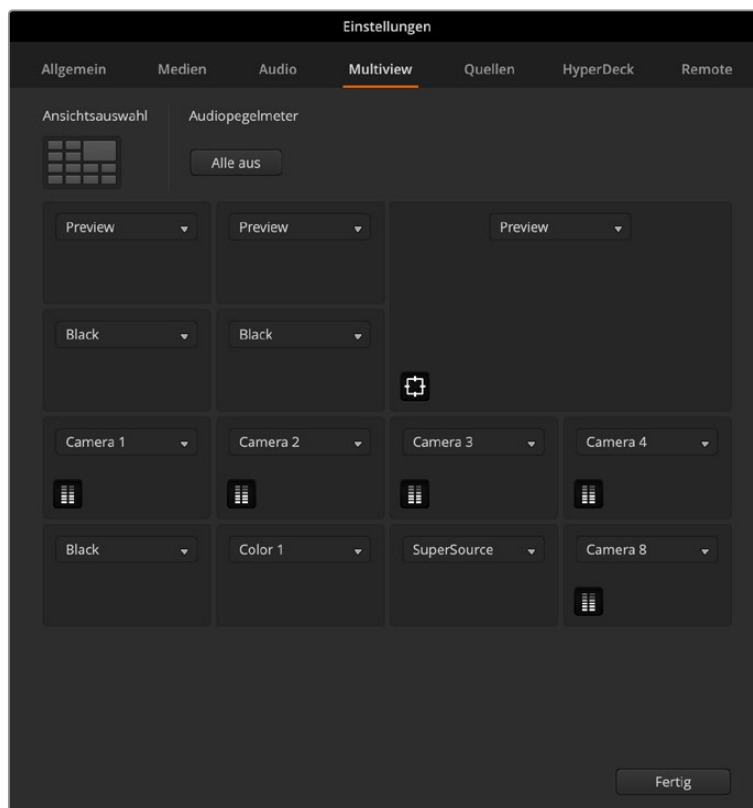 Einstellungen
Allgemein Medien Audio Multiview Quellen HyperDeck Remote
Ansichtsauswahl Audiopegelmeter
Alle aus
Preview Preview Preview
Black Black
Camera 1 Camera 2 Camera 3 Camera 4
Black Color 1 SuperSource Camera 8
Fertig